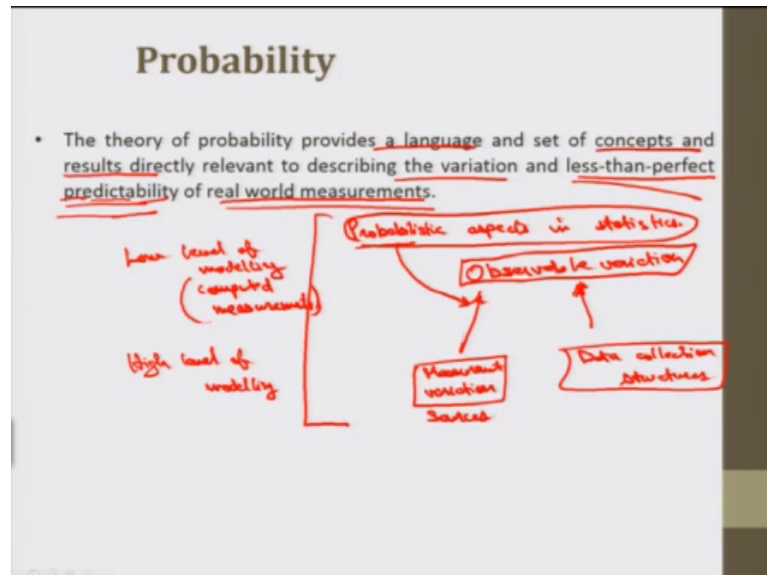 Probability
• The theory of probability provides a language and set of concepts and
results directly relevant to describing the variation and less-than-perfect
predictability of real world measurements.
Probabilistic aspects in statistics.
Observable variation
Low level of
modelling
(computed
measurements)
High level of
modelling
variation
Data collection
structures